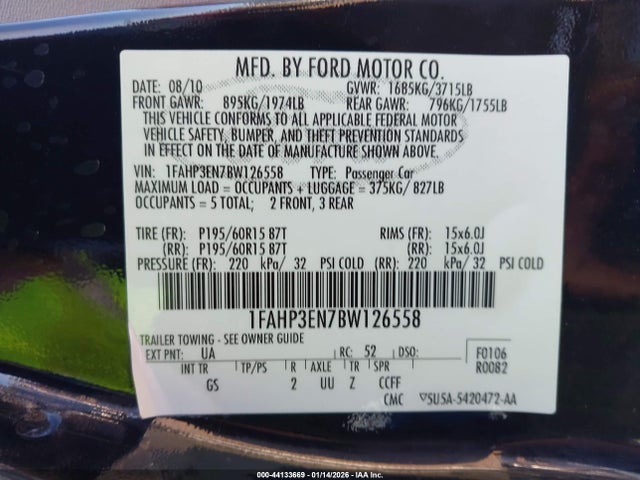 MFD. BY FORD MOTOR CO.
DATE: 08/10 GVWR: 1685KG/3715LB
FRONT GAWR: 895KG/1974LB REAR GAWR: 796KG/1755LB
THIS VEHICLE CONFORMS TO ALL APPLICABLE FEDERAL MOTOR
VEHICLE SAFETY, BUMPER, AND THEFT PREVENTION STANDARDS
IN EFFECT ON THE DATE OF MANUFACTURE SHOWN ABOVE.
VIN: 1FAHP3EN7BW126558 TYPE: Passenger Car
MAXIMUM LOAD = OCCUPANTS + LUGGAGE = 375KG/ 827LB
OCCUPANTS = 5 TOTAL; 2 FRONT, 3 REAR
TIRE (FR): P195/60R15 87T RIMS (FR): 15x6.0J
(RR): P195/60R15 87T (RR): 15x6.0J
PRESSURE (FR): 220 kPa/ 32 PSI COLD (RR): 220 kPa/ 32 PSI COLD
1FAHP3EN7BW126558
TRAILER TOWING - SEE OWNER GUIDE
EXT PNT: UA RC: 52 DSO: F0106
INT TR TP/PS R AXLE TR SPR R0082
GS 2 UU Z CCFF
CMC 5U5A-5420472-AA
000-44133669 - 01/14/2026 - IAA Inc.